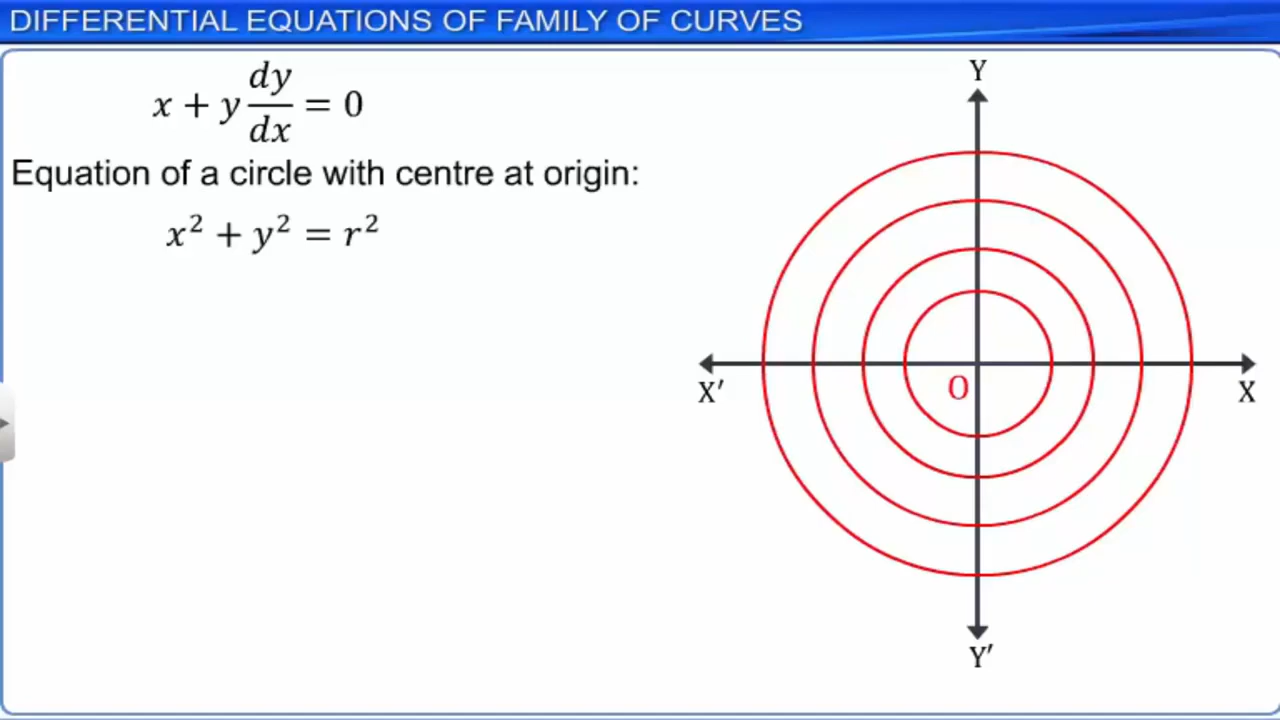 DIFFERENTIAL EQUATIONS OF FAMILY OF CURVES
x + y dy/dx = 0
Equation of a circle with centre at origin:
x² + y² = r²
Y
X′
O
X
Y′